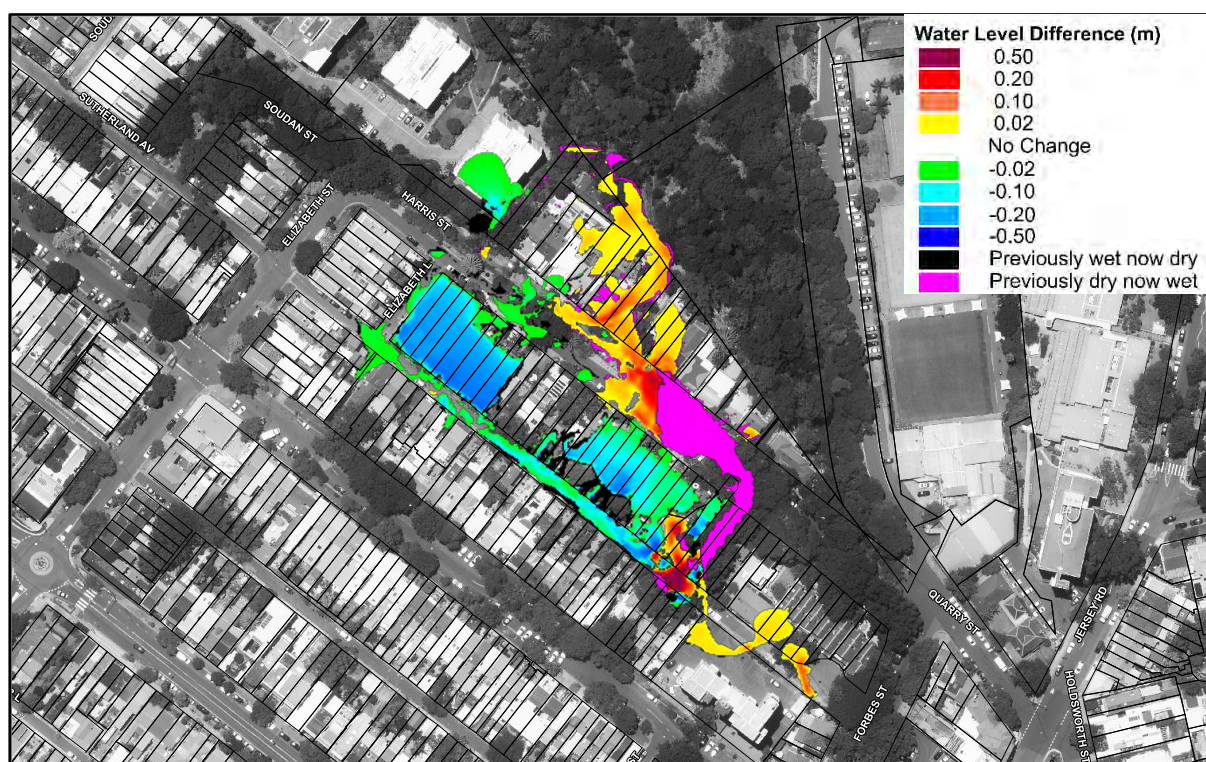 Water Level Difference (m)
0.50
0.20
0.10
0.02
No Change
-0.02
-0.10
-0.20
-0.50
Previously wet now dry
Previously dry now wet
SOUD
SUTHERLAND AV
SOUDAN ST
ELIZABETH ST
HARRIS ST
ELIZABETH L
QUARRY ST
JERSEY RD
HOLDSWORTH ST
FORBES ST
ST
L